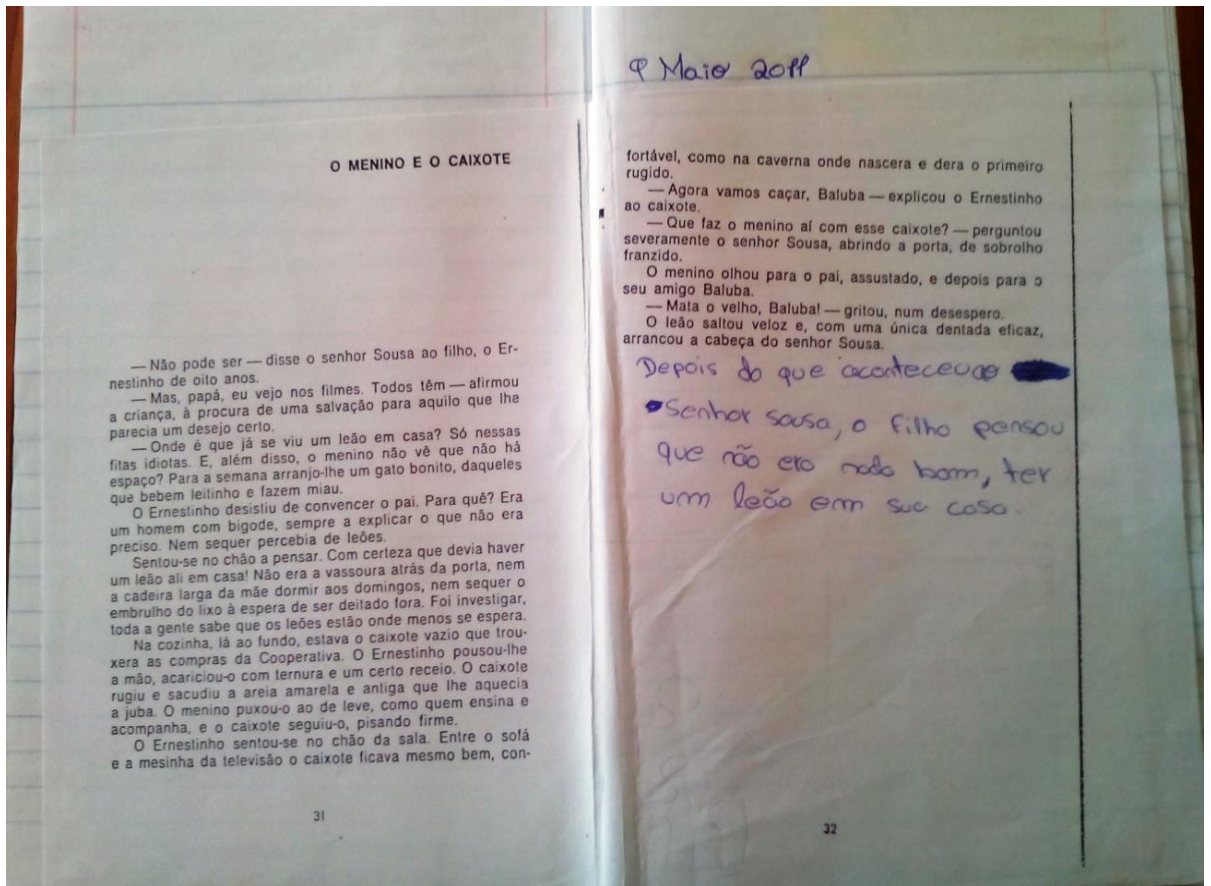 O MENINO E O CAIXOTE
— Não pode ser — disse o senhor Sousa ao filho, o Er-
nestinho de oito anos.
— Mas, papá, eu vejo nos filmes. Todos têm — afirmou
a criança, à procura de uma salvação para aquilo que lhe
parecia um desejo certo.
— Onde é que já se viu um leão em casa? Só nessas
fitas idiotas. E, além disso, o menino não vê que não há
espaço? Para a semana arranjo-lhe um gato bonito, daqueles
que bebem leitinho e fazem miau.
O Ernestinho desistiu de convencer o pai. Para quê? Era
um homem com bigode, sempre a explicar o que não era
preciso. Nem sequer percebia de leões.
Sentou-se no chão a pensar. Com certeza que devia haver
um leão ali em casa! Não era a vassoura atrás da porta, nem
a cadeira larga da mãe dormir aos domingos, nem sequer o
embrulho do lixo à espera de ser deitado fora. Foi investigar,
toda a gente sabe que os leões estão onde menos se espera.
Na cozinha, lá ao fundo, estava o caixote vazio que trou-
xera as compras da Cooperativa. O Ernestinho pousou-lhe
a mão, acariciou-o com ternura e um certo receio. O caixote
rugiu e sacudiu a areia amarela e antiga que lhe aquecia
a juba. O menino puxou-o ao de leve, como quem ensina e
acompanha, e o caixote seguiu-o, pisando firme.
O Ernestinho sentou-se no chão da sala. Entre o sofá
e a mesinha da televisão o caixote ficava mesmo bem, con-
31
9 Maio 2011
fortável, como na caverna onde nascera e dera o primeiro
rugido.
— Agora vamos caçar, Baluba — explicou o Ernestinho
ao caixote.
— Que faz o menino aí com esse caixote? — perguntou
severamente o senhor Sousa, abrindo a porta, de sobrolho
franzido.
O menino olhou para o pai, assustado, e depois para o
seu amigo Baluba.
— Mata o velho, Baluba! — gritou, num desespero.
O leão saltou veloz e, com uma única dentada eficaz,
arrancou a cabeça do senhor Sousa.
Depois do que aconteceu ao
Senhor Sousa, o filho pensou
que não era nada bom, ter
um leão em sua casa.
32